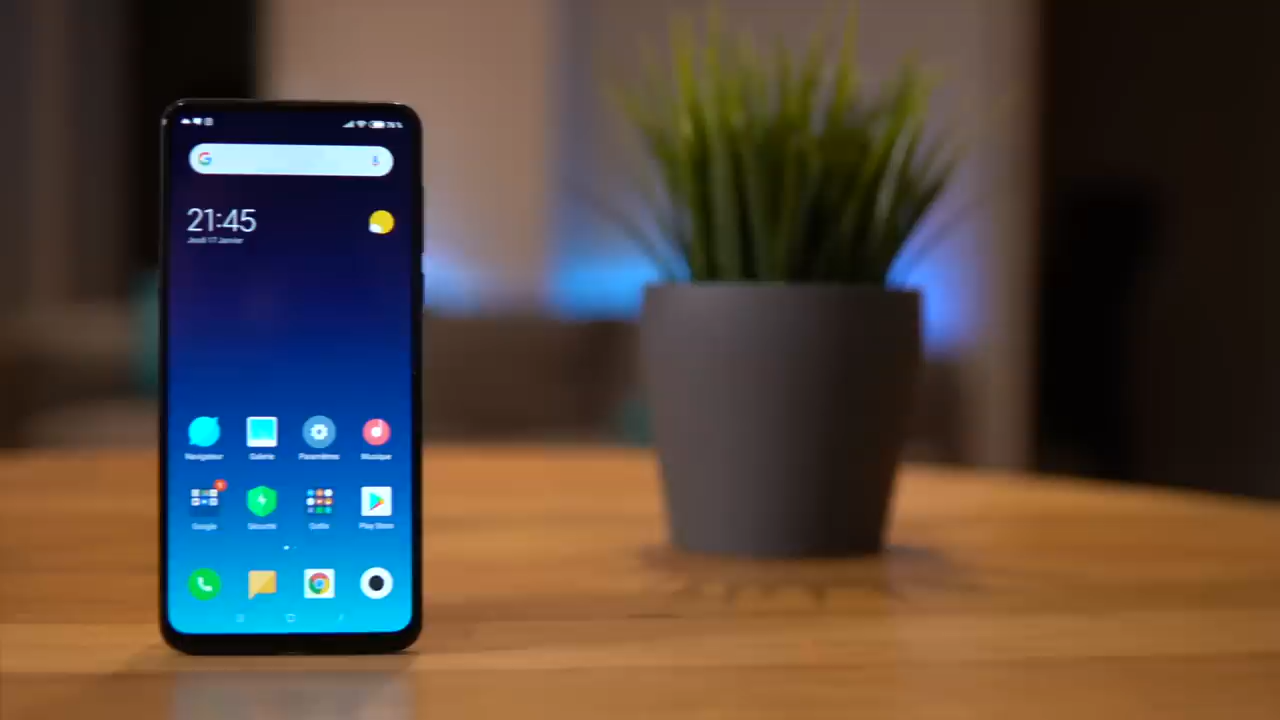 21:45
Jeudi 17 Janvier
Navigateur Galerie Paramètres Musique
Google Sécurité Outils Play Store